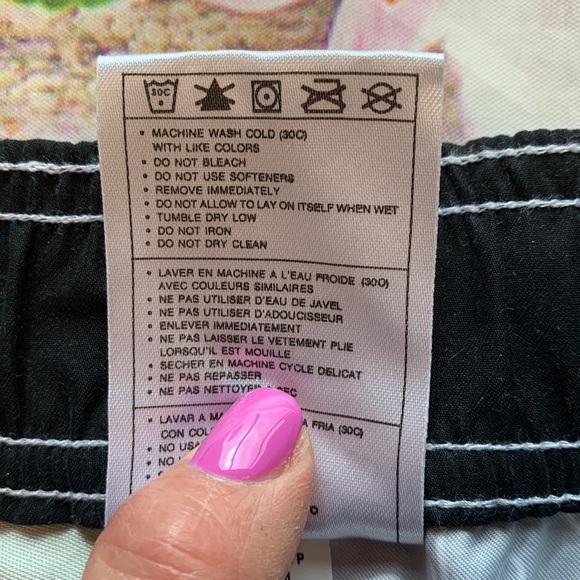 30C
• MACHINE WASH COLD (30C)
WITH LIKE COLORS
• DO NOT BLEACH
• DO NOT USE SOFTENERS
• REMOVE IMMEDIATELY
• DO NOT ALLOW TO LAY ON ITSELF WHEN WET
• TUMBLE DRY LOW
• DO NOT IRON
• DO NOT DRY CLEAN
• LAVER EN MACHINE A L'EAU FROIDE (30C)
AVEC COULEURS SIMILAIRES
• NE PAS UTILISER D'EAU DE JAVEL
• NE PAS UTILISER D'ADOUCISSEUR
• ENLEVER IMMEDIATEMENT
• NE PAS LAISSER LE VETEMENT PLIE
LORSQU'IL EST MOUILLE
• SECHER EN MACHINE CYCLE DELICAT
• NE PAS REPASSER
• NE PAS NETTOYER SEC
• LAVAR A FRIA (30C)
CON
• NO
• NO
O
P